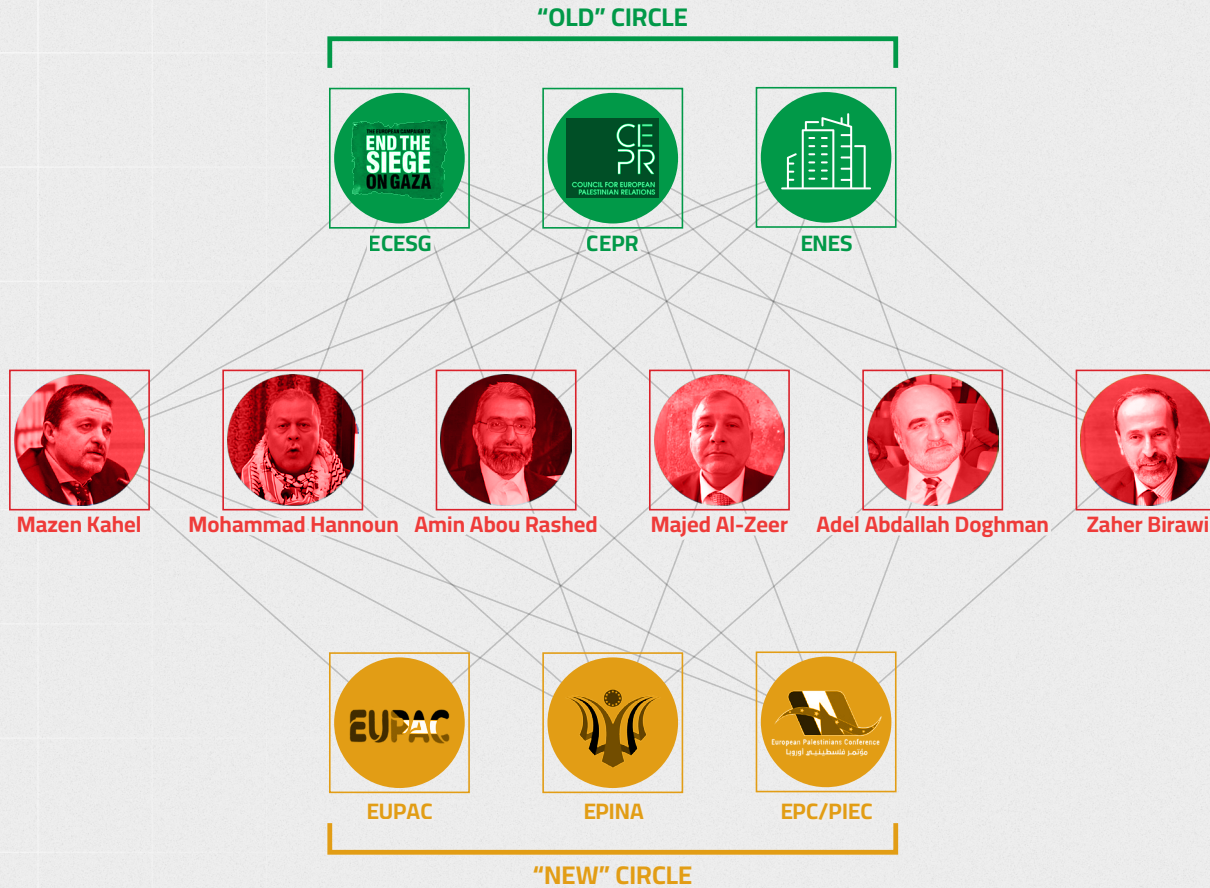 “OLD” CIRCLE
THE EUROPEAN CAMPAIGN TO
END THE
SIEGE
ON GAZA
CE
PR
COUNCIL FOR EUROPEAN
PALESTINIAN RELATIONS
ECESG
CEPR
ENES
Mazen Kahel
Mohammad Hannoun
Amin Abou Rashed
Majed Al-Zeer
Adel Abdallah Doghman
Zaher Birawi
EUPAC
European Palestinians Conference
مؤتمر فلسطينيي أوروبا
EUPAC
EPINA
EPC/PIEC
“NEW” CIRCLE